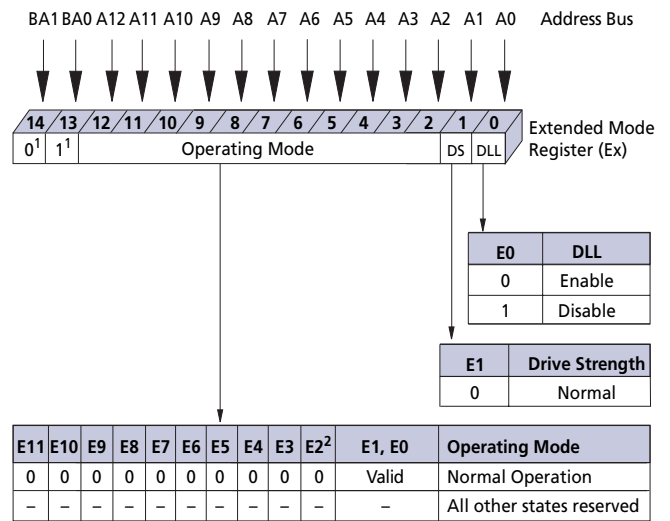 BA1 BA0 A12 A11 A10 A9 A8 A7 A6 A5 A4 A3 A2 A1 A0 Address Bus
14 13 12 11 10 9 8 7 6 5 4 3 2 1 0
Extended Mode
Register (Ex)
0¹ 1¹ Operating Mode DS DLL
E0 DLL
0 Enable
1 Disable
E1 Drive Strength
0 Normal
E11 E10 E9 E8 E7 E6 E5 E4 E3 E2² E1, E0 Operating Mode
0 0 0 0 0 0 0 0 0 0 Valid Normal Operation
– – – – – – – – – – – All other states reserved